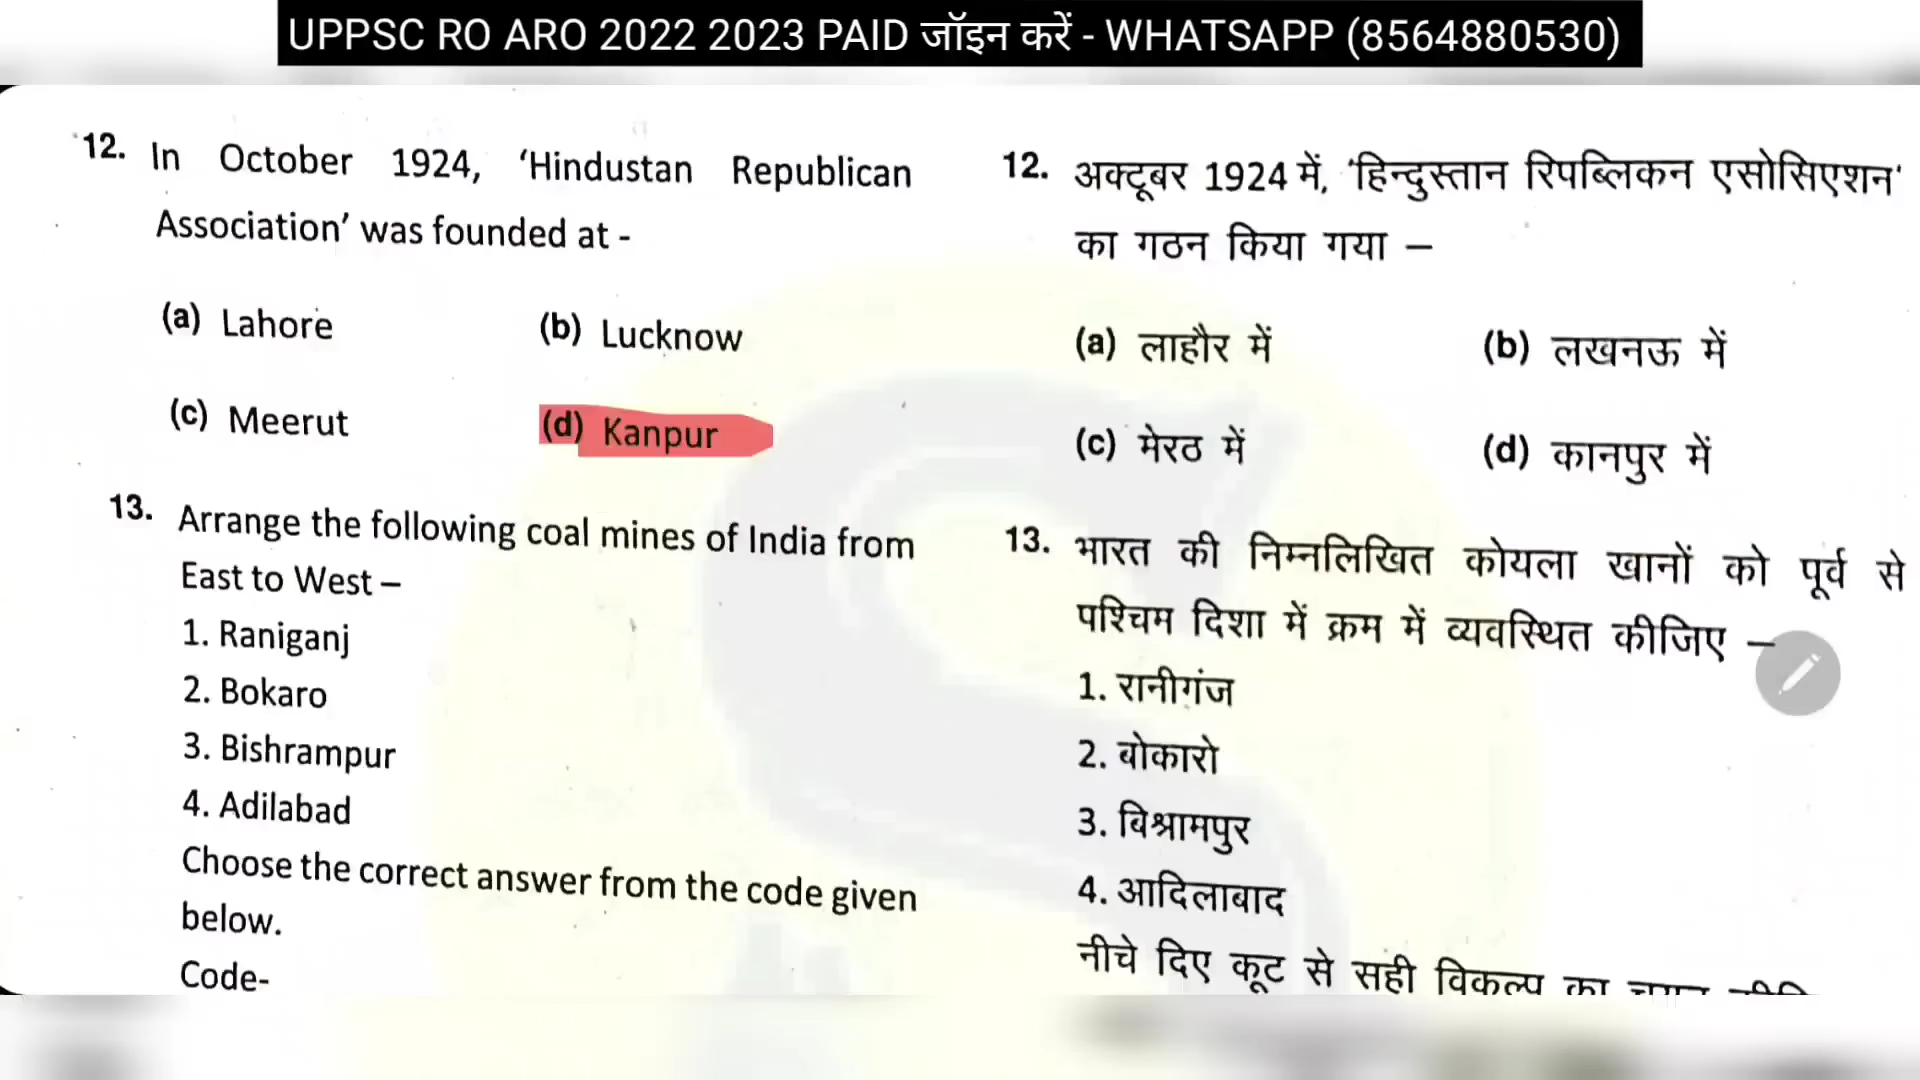 UPPSC RO ARO 2022 2023 PAID जॉइन करें - WHATSAPP (8564880530)
12. In October 1924, ‘Hindustan Republican
Association’ was founded at -
(a) Lahore (b) Lucknow
(c) Meerut (d) Kanpur
13. Arrange the following coal mines of India from
East to West –
1. Raniganj
2. Bokaro
3. Bishrampur
4. Adilabad
Choose the correct answer from the code given
below.
Code-
12. अक्टूबर 1924 में, ‘हिन्दुस्तान रिपब्लिकन एसोसिएशन’
का गठन किया गया –
(a) लाहौर में (b) लखनऊ में
(c) मेरठ में (d) कानपुर में
13. भारत की निम्नलिखित कोयला खानों को पूर्व से
पश्चिम दिशा में क्रम में व्यवस्थित कीजिए –
1. रानीगंज
2. बोकारो
3. विश्रामपुर
4. आदिलाबाद
नीचे दिए कूट से सही विकल्प का